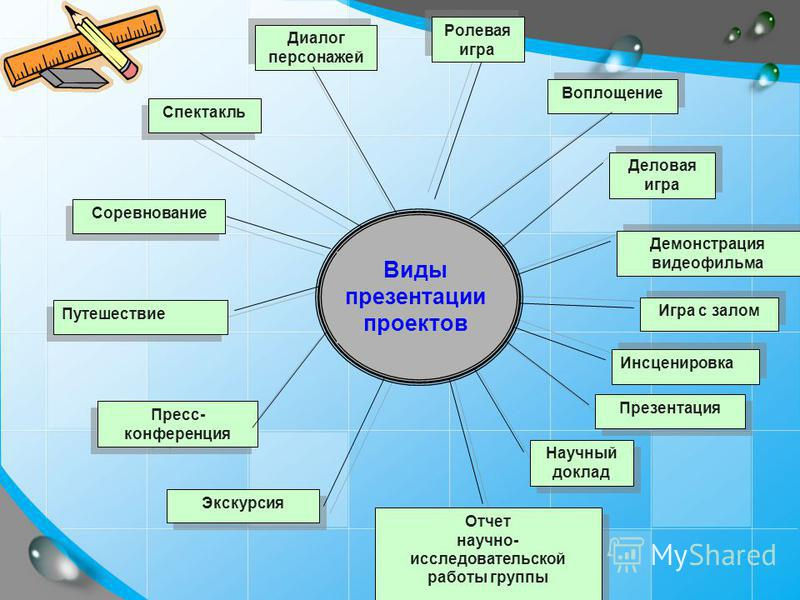 Диалог
персонажей
Ролевая
игра
Воплощение
Спектакль
Деловая
игра
Соревнование
Демонстрация
видеофильма
Виды
презентации
проектов
Путешествие
Игра с залом
Инсценировка
Пресс-
конференция
Презентация
Научный
доклад
Экскурсия
Отчет
научно-
исследовательской
работы группы
MyShared